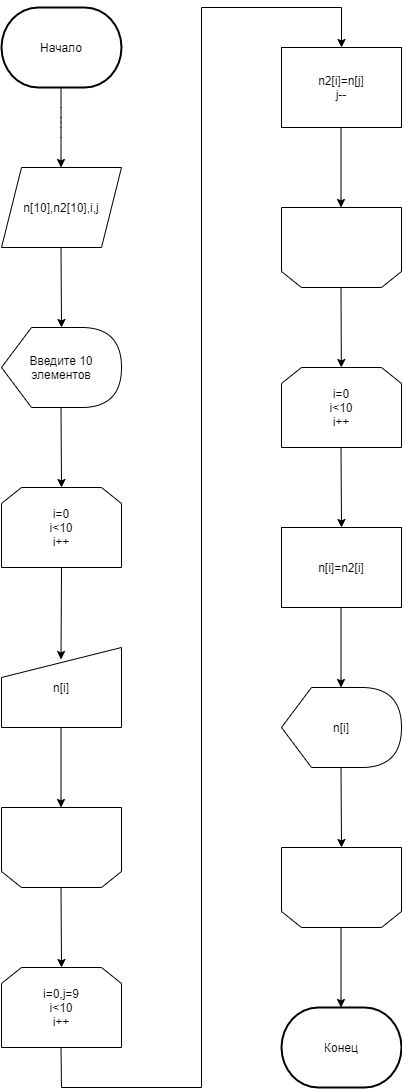 Начало
n[10],n2[10],i,j
Введите 10
элементов
i=0
i<10
i++
n[i]
i=0,j=9
i<10
i++
n2[i]=n[j]
j--
i=0
i<10
i++
n[i]=n2[i]
n[i]
Конец